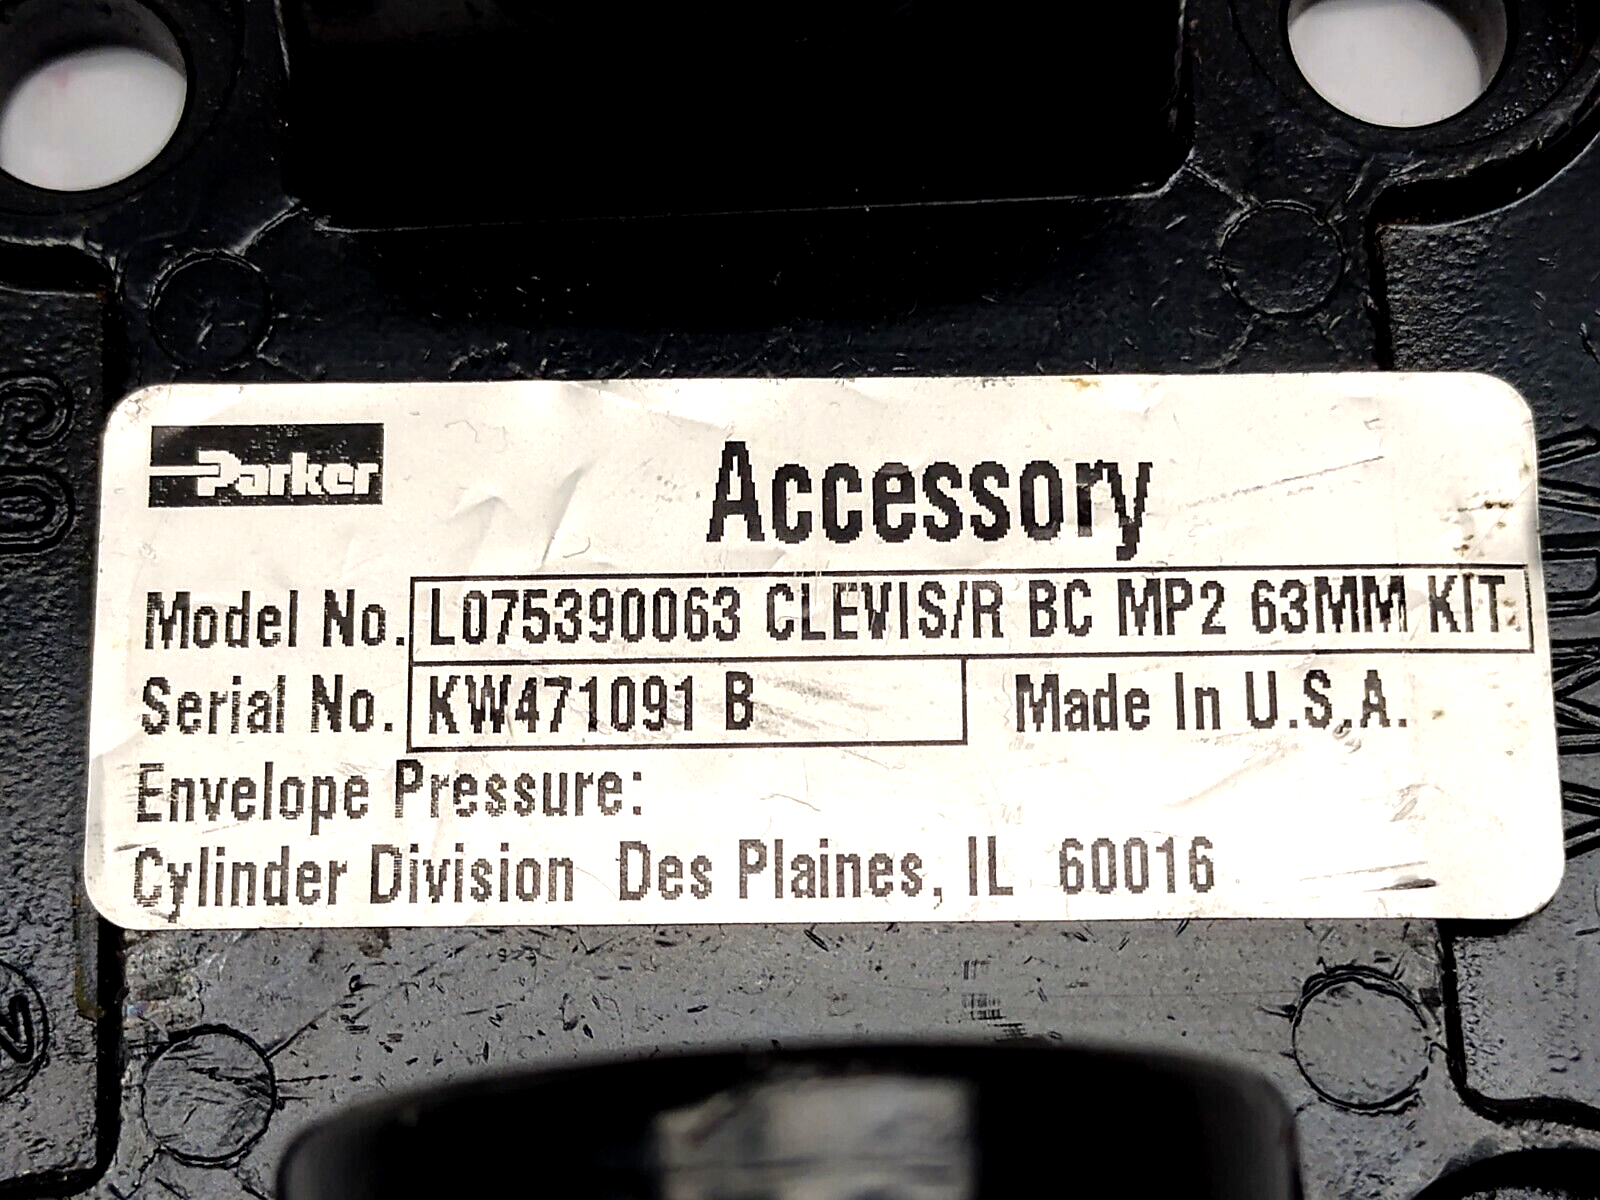 Parker
Accessory
Model No. L075390063 CLEVIS/R BC MP2 63MM KIT.
Serial No. KW471091 B Made In U.S.A.
Envelope Pressure:
Cylinder Division Des Plaines, IL 60016